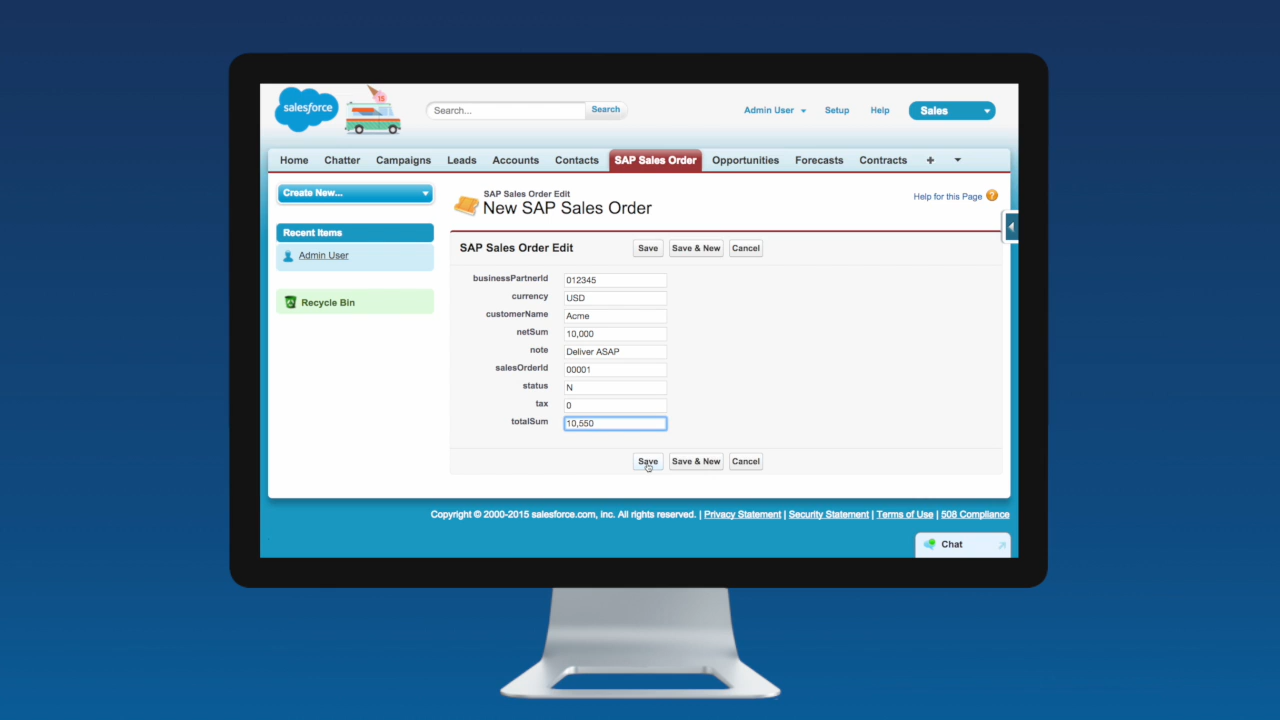 salesforce
Search...
Search
Admin User
Setup
Help
Sales
Home
Chatter
Campaigns
Leads
Accounts
Contacts
SAP Sales Order
Opportunities
Forecasts
Contracts
+
Create New...
Recent Items
Admin User
Recycle Bin
SAP Sales Order Edit
New SAP Sales Order
Help for this Page ?
SAP Sales Order Edit
Save
Save & New
Cancel
businessPartnerId 012345
currency USD
customerName Acme
netSum 10,000
note Deliver ASAP
salesOrderId 00001
status N
tax 0
totalSum 10,550
Save
Save & New
Cancel
Copyright © 2000-2015 salesforce.com, inc. All rights reserved. | Privacy Statement | Security Statement | Terms of Use | 508 Compliance
Chat